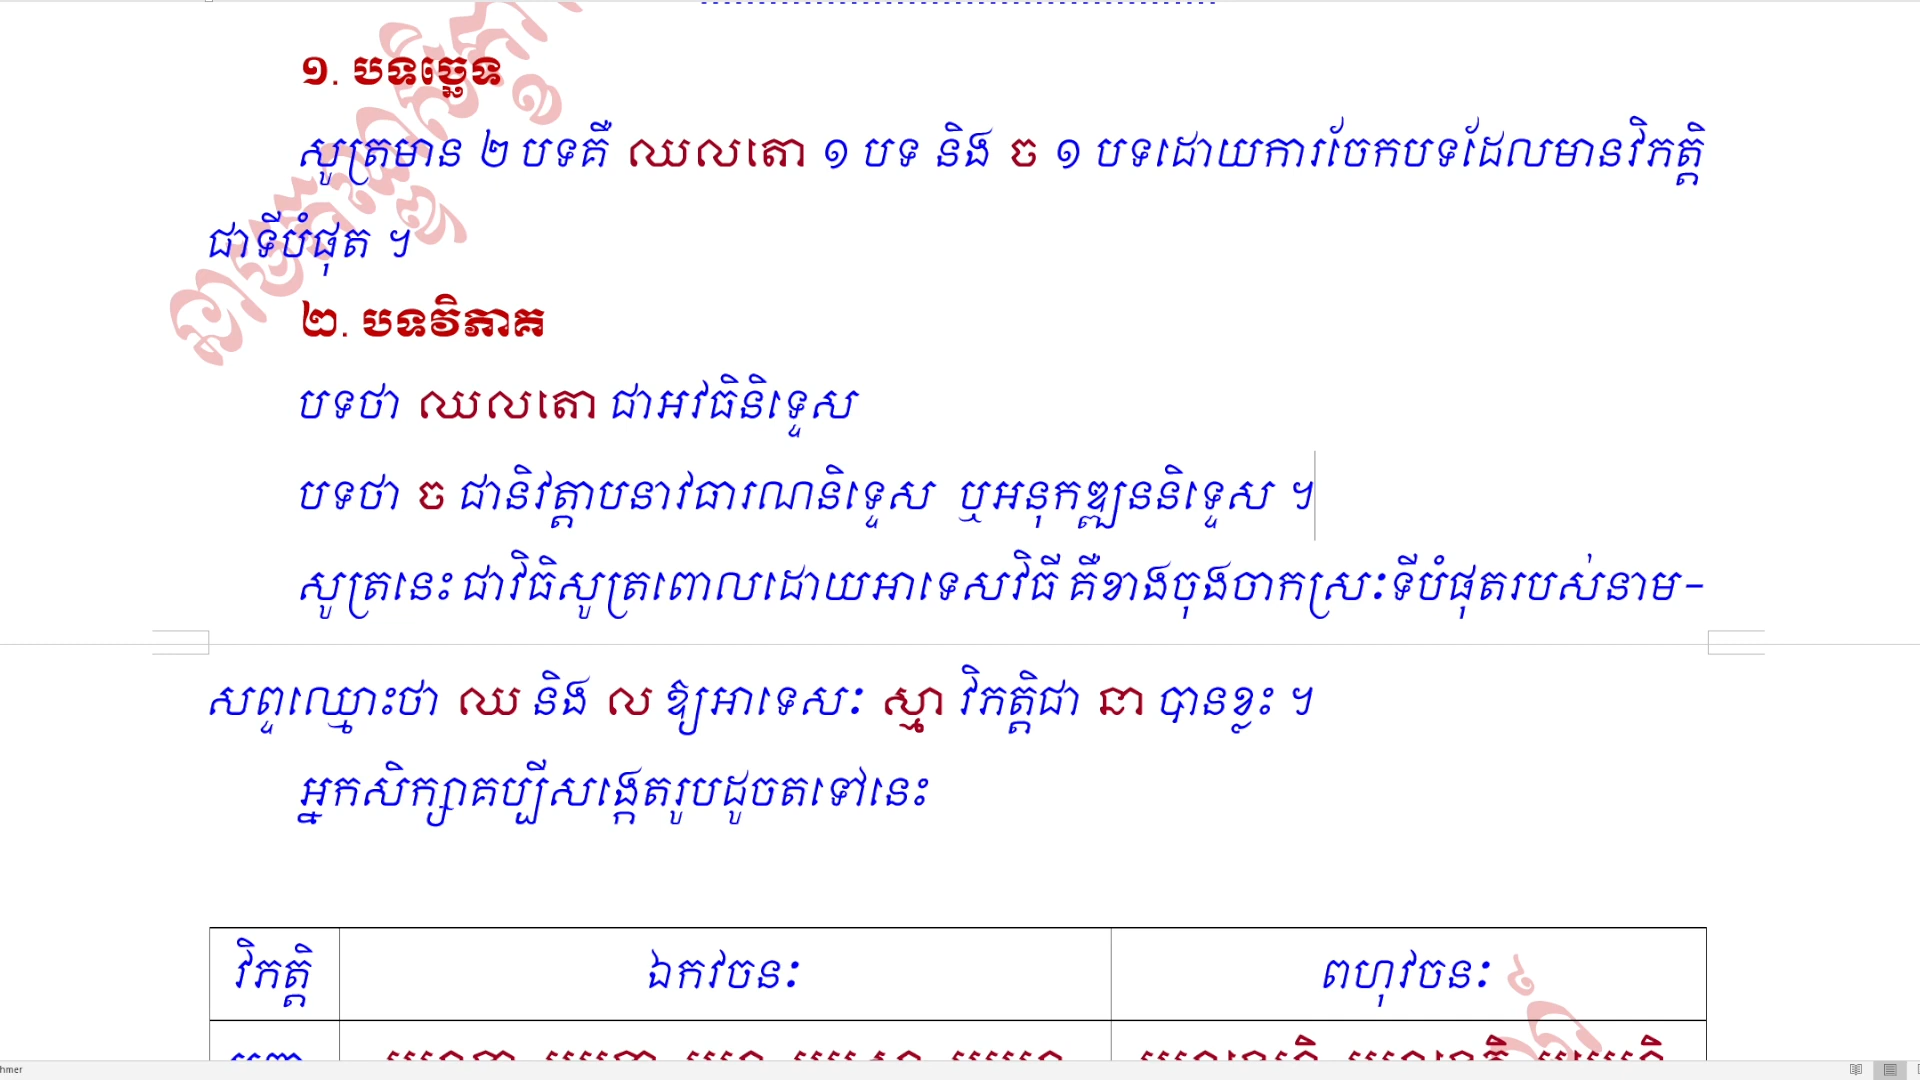 ១. បទច្ឆេទ
សូត្រមាន ២ បទគឺ ឈលតោ ១ បទ និង ច ១ បទដោយការចែកបទដែលមានវិភត្តិ
ជាទីបំផុត ។
២. បទវិភាគ
បទថា ឈលតោ ជាអវធិនិទ្ទេស
បទថា ច ជានិវត្តាបនាវធារណនិទ្ទេស ឬអនុកឌ្ឍននិទ្ទេស ។
សូត្រនេះជាវិធិសូត្រពោលដោយអាទេសវិធី គឺខាងចុងចាកស្រៈទីបំផុតរបស់នាម-
សព្ទឈ្មោះថា ឈ និង ល ឱ្យអាទេសៈ ស្មា វិភត្តិជា នា បានខ្លះ ។
អ្នកសិក្សាគប្បីសង្កេតរូបដូចតទៅនេះ
វិភត្តិ ឯកវចនៈ ពហុវចនៈ
hmer